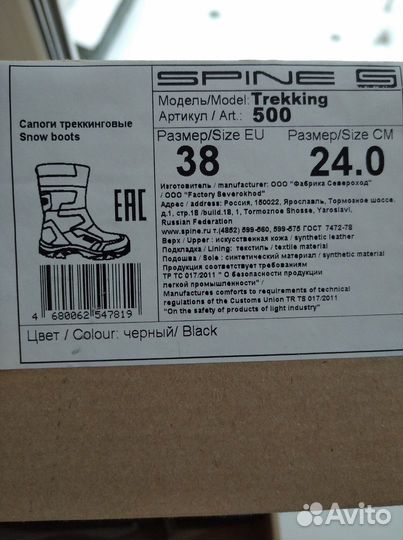 SPINE
Модель/Model: Trekking
Артикул / Art.: 500
Сапоги треккинговые
Snow boots
Размер/Size EU Размер/Size CM
38 24.0
EAC
Изготовитель / manufacturer: ООО "Фабрика Североход"
/ OOO "Factory Severokhod"
Адрес / address: Россия, 150022, Ярославль, Тормозное шоссе,
д.1, стр.18 /build.18, 1, Tormoznoe Shosse, Yaroslavl,
Russian Federation
www.spine.ru т.(4852) 599-560, 599-575 ГОСТ 7472-78
Верх / Upper : искусственная кожа / synthetic leather
Подкладка / Lining: текстиль / textile material
Подошва / Sole : синтетический материал / synthetic material
Продукция соответствует требованиям
ТР ТС 017/2011 " О безопасности продукции
легкой промышленности" /
Manufactures comforts to requirements of technical
regulations of the Customs Union TR TS 017/2011
"On the safety of products of light industry"
4 680062 547819
Цвет / Colour: черный/ Black
Avito